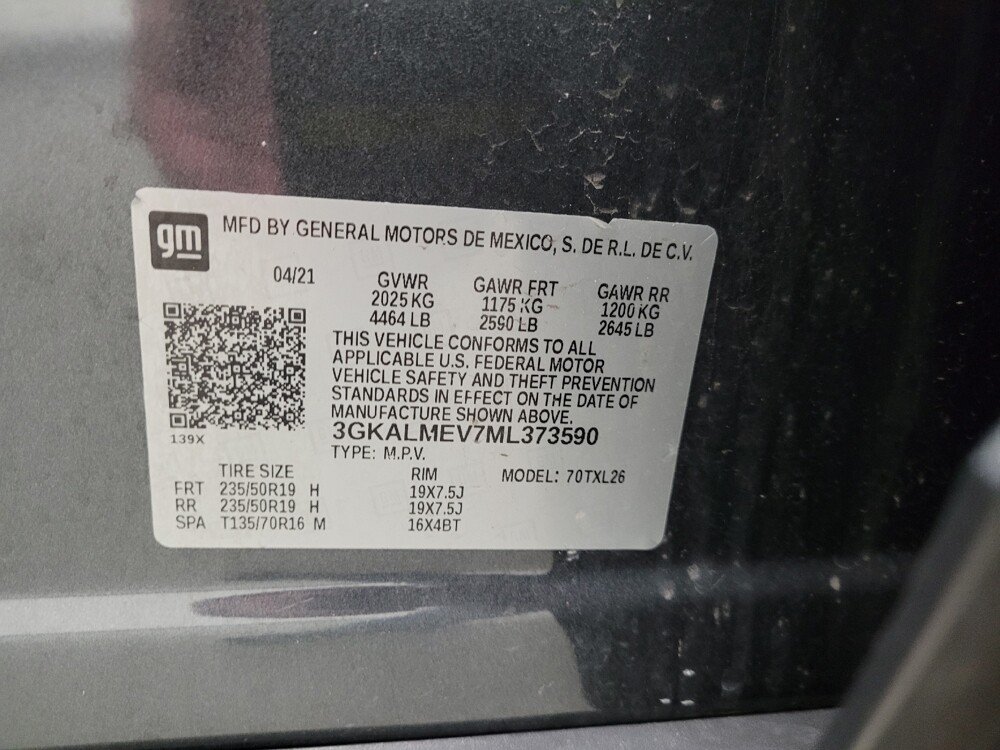 gm
MFD BY GENERAL MOTORS DE MEXICO, S. DE R.L. DE C.V.
04/21 GVWR GAWR FRT GAWR RR
2025 KG 1175 KG 1200 KG
4464 LB 2590 LB 2645 LB
THIS VEHICLE CONFORMS TO ALL
APPLICABLE U.S. FEDERAL MOTOR
VEHICLE SAFETY AND THEFT PREVENTION
STANDARDS IN EFFECT ON THE DATE OF
MANUFACTURE SHOWN ABOVE.
139X 3GKALMEV7ML373590
TYPE: M.P.V.
TIRE SIZE RIM MODEL: 70TXL26
FRT 235/50R19 H 19X7.5J
RR 235/50R19 H 19X7.5J
SPA T135/70R16 M 16X4BT